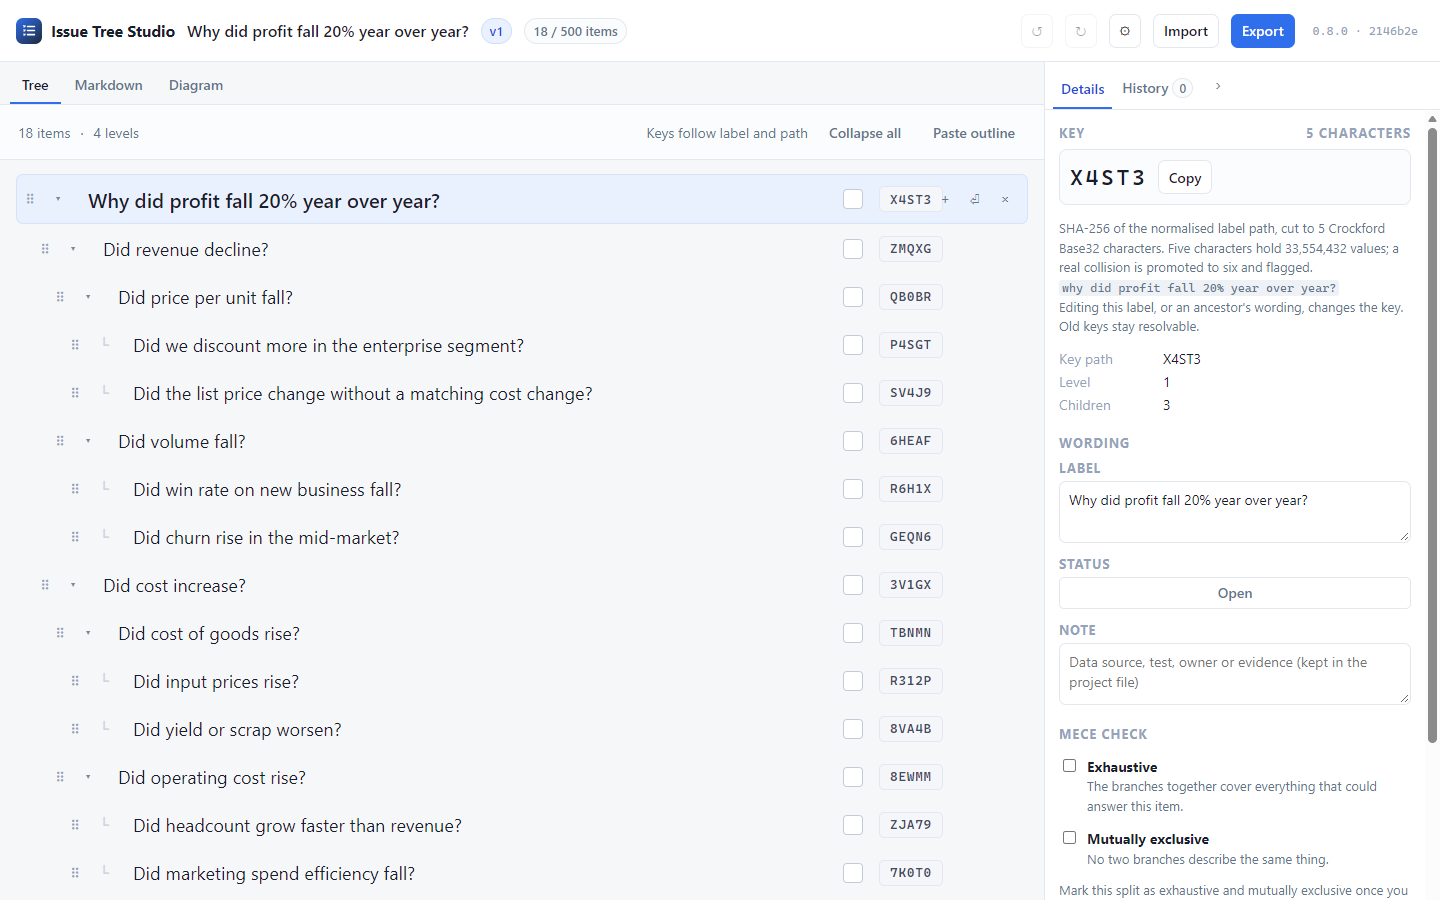 Issue Tree Studio Why did profit fall 20% year over year? v1 18 / 500 items Import Export 0.8.0 · 2146b2e
Tree Markdown Diagram
18 items · 4 levels Keys follow label and path Collapse all Paste outline
Why did profit fall 20% year over year? X4ST3 + ×
Did revenue decline? ZMQXG
Did price per unit fall? QB0BR
Did we discount more in the enterprise segment? P4SGT
Did the list price change without a matching cost change? SV4J9
Did volume fall? 6HEAF
Did win rate on new business fall? R6H1X
Did churn rise in the mid-market? GEQN6
Did cost increase? 3V1GX
Did cost of goods rise? TBNMN
Did input prices rise? R312P
Did yield or scrap worsen? 8VA4B
Did operating cost rise? 8EWMM
Did headcount grow faster than revenue? ZJA79
Did marketing spend efficiency fall? 7K0T0
Details History 0
KEY 5 CHARACTERS
X4ST3 Copy
SHA-256 of the normalised label path, cut to 5 Crockford
Base32 characters. Five characters hold 33,554,432 values; a
real collision is promoted to six and flagged.
why did profit fall 20% year over year?
Editing this label, or an ancestor's wording, changes the key.
Old keys stay resolvable.
Key path X4ST3
Level 1
Children 3
WORDING
LABEL
Why did profit fall 20% year over year?
STATUS
Open
NOTE
Data source, test, owner or evidence (kept in the
project file)
MECE CHECK
Exhaustive
The branches together cover everything that could
answer this item.
Mutually exclusive
No two branches describe the same thing.
Mark this split as exhaustive and mutually exclusive once you